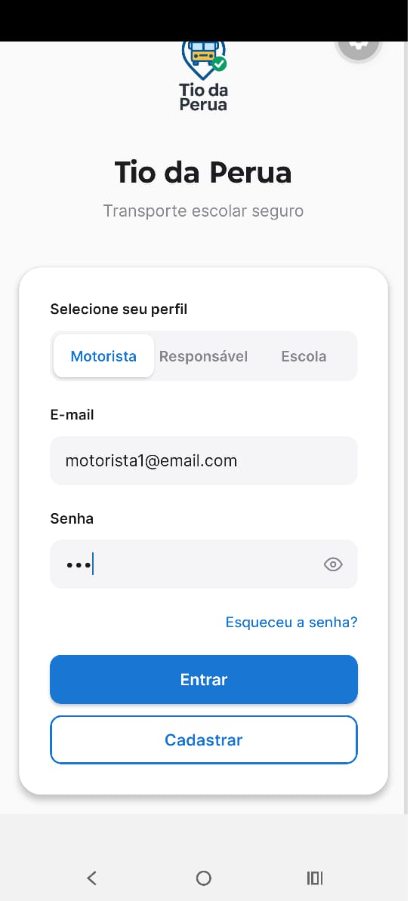 Tio da
Perua
Tio da Perua
Transporte escolar seguro
Selecione seu perfil
Motorista Responsável Escola
E-mail
motorista1@email.com
Senha
•••
Esqueceu a senha?
Entrar
Cadastrar